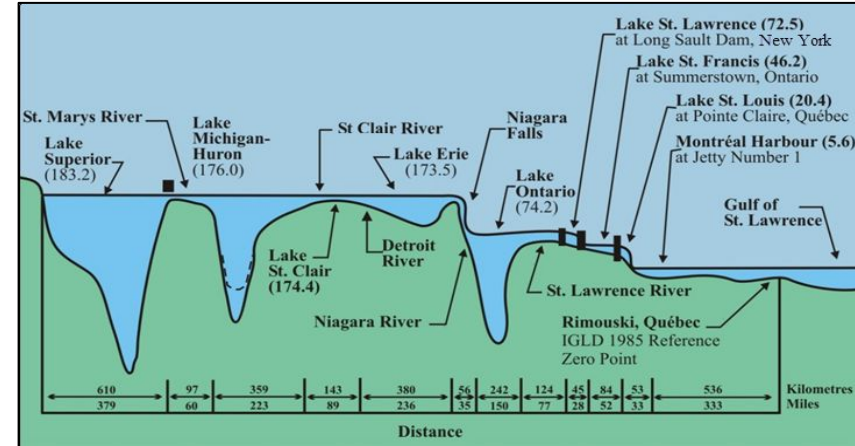 Lake St. Lawrence (72.5)
at Long Sault Dam, New York
Lake St. Francis (46.2)
at Summerstown, Ontario
Lake St. Louis (20.4)
at Pointe Claire, Québec
Montréal Harbour (5.6)
at Jetty Number 1
Gulf of
St. Lawrence
St. Marys River
Lake
Superior
(183.2)
Lake
Michigan-
Huron
(176.0)
St Clair River
Lake Erie
(173.5)
Niagara
Falls
Lake
Ontario
(74.2)
Lake
St. Clair
(174.4)
Detroit
River
Niagara River
St. Lawrence River
Rimouski, Québec
IGLD 1985 Reference
Zero Point
610 97 359 143 380 56 242 124 45 84 53 536 Kilometres
379 60 223 89 236 35 150 77 28 52 33 333 Miles
Distance